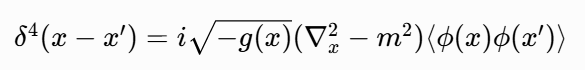 δ⁴(x − x′) = i√−g(x)(∇ₓ² − m²)⟨ϕ(x)ϕ(x′)⟩